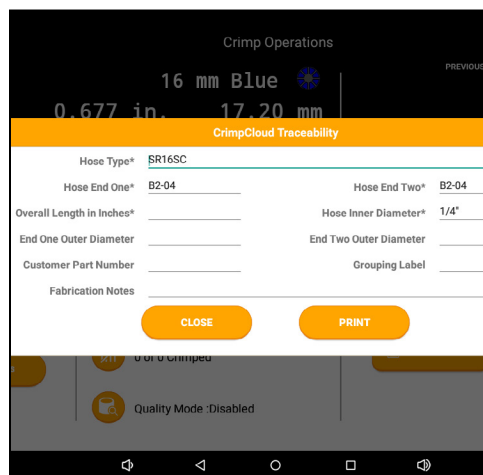 Crimp Operations
PREVIOUS
16 mm Blue
0.677 in. 17.20 mm
CrimpCloud Traceability
Hose Type* SR16SC
Hose End One* B2-04 Hose End Two* B2-04
Overall Length in Inches* Hose Inner Diameter* 1/4"
End One Outer Diameter End Two Outer Diameter
Customer Part Number Grouping Label
Fabrication Notes
CLOSE PRINT
0 of 0 Crimped
Quality Mode :Disabled